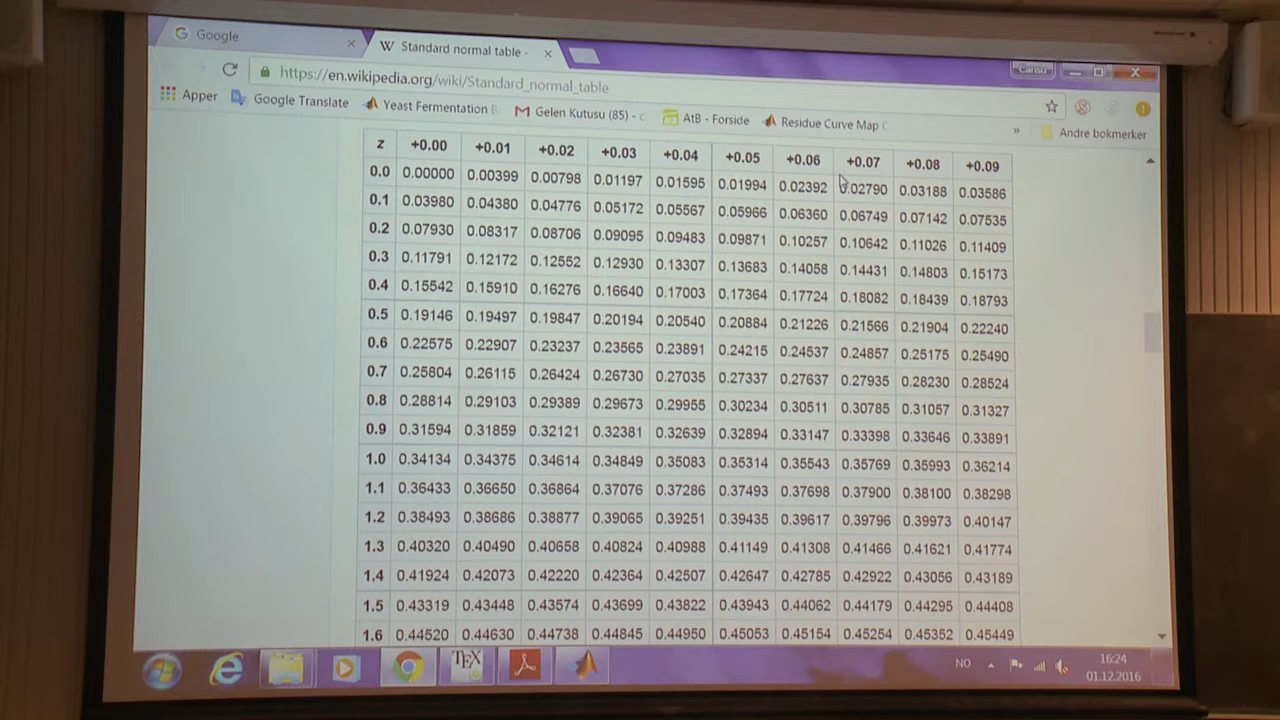 Google
W Standard normal table -
Cansu
https://en.wikipedia.org/wiki/Standard_normal_table
Apper Google Translate Yeast Fermentation Gelen Kutusu (85) - AtB - Forside Residue Curve Map » Andre bokmerker
z +0.00 +0.01 +0.02 +0.03 +0.04 +0.05 +0.06 +0.07 +0.08 +0.09
0.0 0.00000 0.00399 0.00798 0.01197 0.01595 0.01994 0.02392 0.02790 0.03188 0.03586
0.1 0.03980 0.04380 0.04776 0.05172 0.05567 0.05966 0.06360 0.06749 0.07142 0.07535
0.2 0.07930 0.08317 0.08706 0.09095 0.09483 0.09871 0.10257 0.10642 0.11026 0.11409
0.3 0.11791 0.12172 0.12552 0.12930 0.13307 0.13683 0.14058 0.14431 0.14803 0.15173
0.4 0.15542 0.15910 0.16276 0.16640 0.17003 0.17364 0.17724 0.18082 0.18439 0.18793
0.5 0.19146 0.19497 0.19847 0.20194 0.20540 0.20884 0.21226 0.21566 0.21904 0.22240
0.6 0.22575 0.22907 0.23237 0.23565 0.23891 0.24215 0.24537 0.24857 0.25175 0.25490
0.7 0.25804 0.26115 0.26424 0.26730 0.27035 0.27337 0.27637 0.27935 0.28230 0.28524
0.8 0.28814 0.29103 0.29389 0.29673 0.29955 0.30234 0.30511 0.30785 0.31057 0.31327
0.9 0.31594 0.31859 0.32121 0.32381 0.32639 0.32894 0.33147 0.33398 0.33646 0.33891
1.0 0.34134 0.34375 0.34614 0.34849 0.35083 0.35314 0.35543 0.35769 0.35993 0.36214
1.1 0.36433 0.36650 0.36864 0.37076 0.37286 0.37493 0.37698 0.37900 0.38100 0.38298
1.2 0.38493 0.38686 0.38877 0.39065 0.39251 0.39435 0.39617 0.39796 0.39973 0.40147
1.3 0.40320 0.40490 0.40658 0.40824 0.40988 0.41149 0.41308 0.41466 0.41621 0.41774
1.4 0.41924 0.42073 0.42220 0.42364 0.42507 0.42647 0.42785 0.42922 0.43056 0.43189
1.5 0.43319 0.43448 0.43574 0.43699 0.43822 0.43943 0.44062 0.44179 0.44295 0.44408
1.6 0.44520 0.44630 0.44738 0.44845 0.44950 0.45053 0.45154 0.45254 0.45352 0.45449
TEX
NO
16:24
01.12.2016